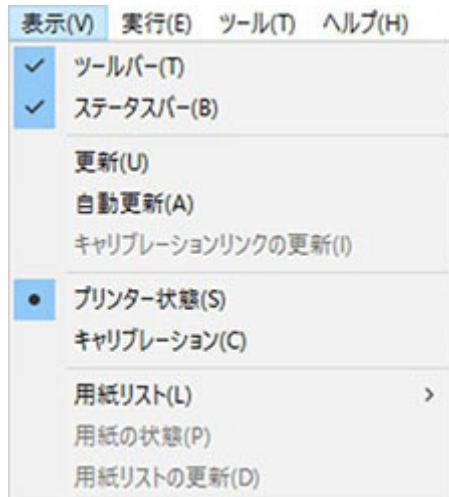 表示(V) 実行(E) ツール(T) ヘルプ(H)
ツールバー(T)
ステータスバー(B)
更新(U)
自動更新(A)
キャリブレーションリンクの更新(I)
プリンター状態(S)
キャリブレーション(C)
用紙リスト(L)
用紙の状態(P)
用紙リストの更新(D)